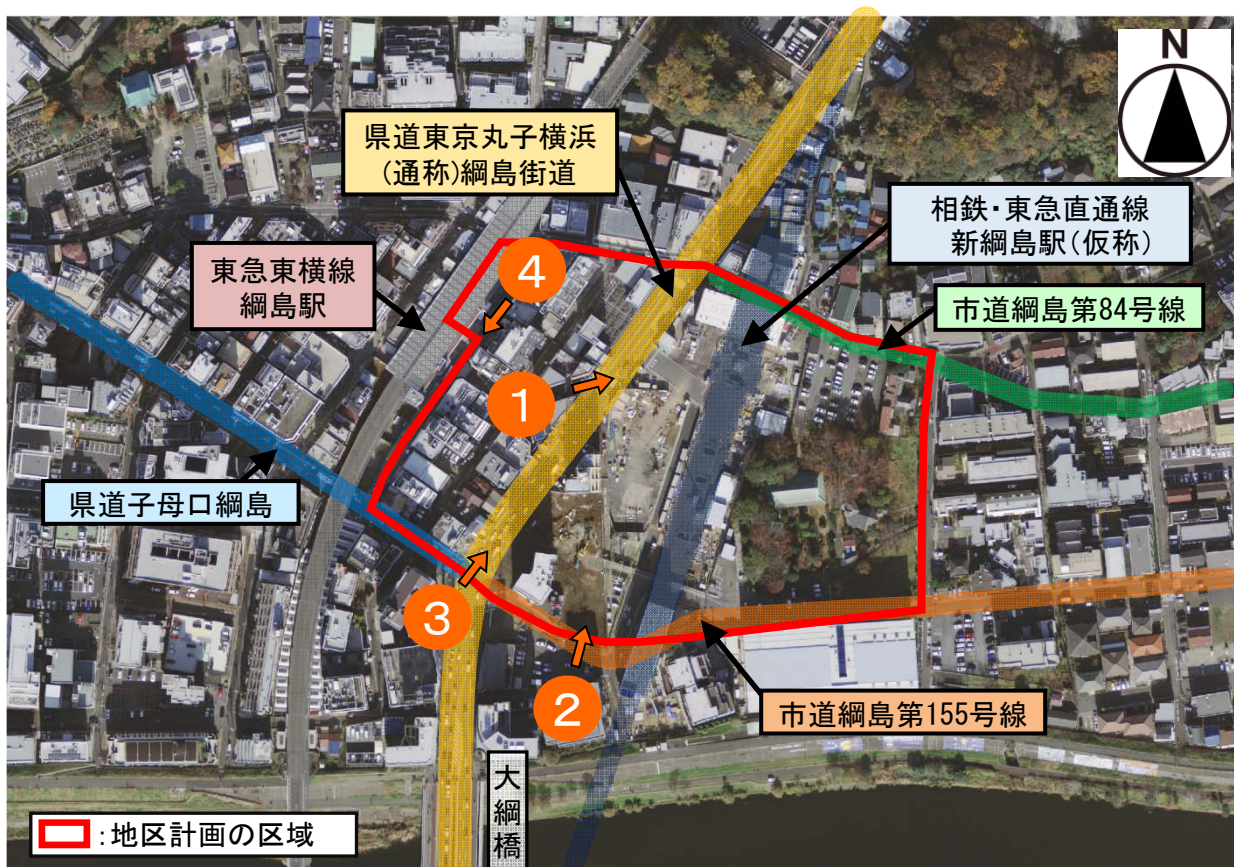 N
県道東京丸子横浜
(通称)綱島街道
相鉄・東急直通線
新綱島駅(仮称)
東急東横線
綱島駅
4
市道綱島第84号線
1
県道子母口綱島
3
2
市道綱島第155号線
大綱橋
:地区計画の区域